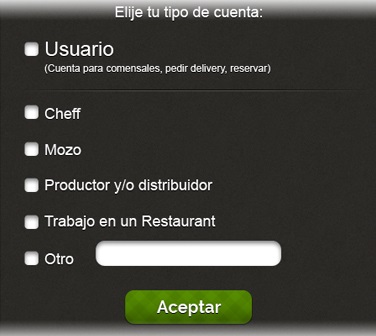 Elije tu tipo de cuenta:
Usuario
(Cuenta para comensales, pedir delivery, reservar)
Cheff
Mozo
Productor y/o distribuidor
Trabajo en un Restaurant
Otro
Aceptar